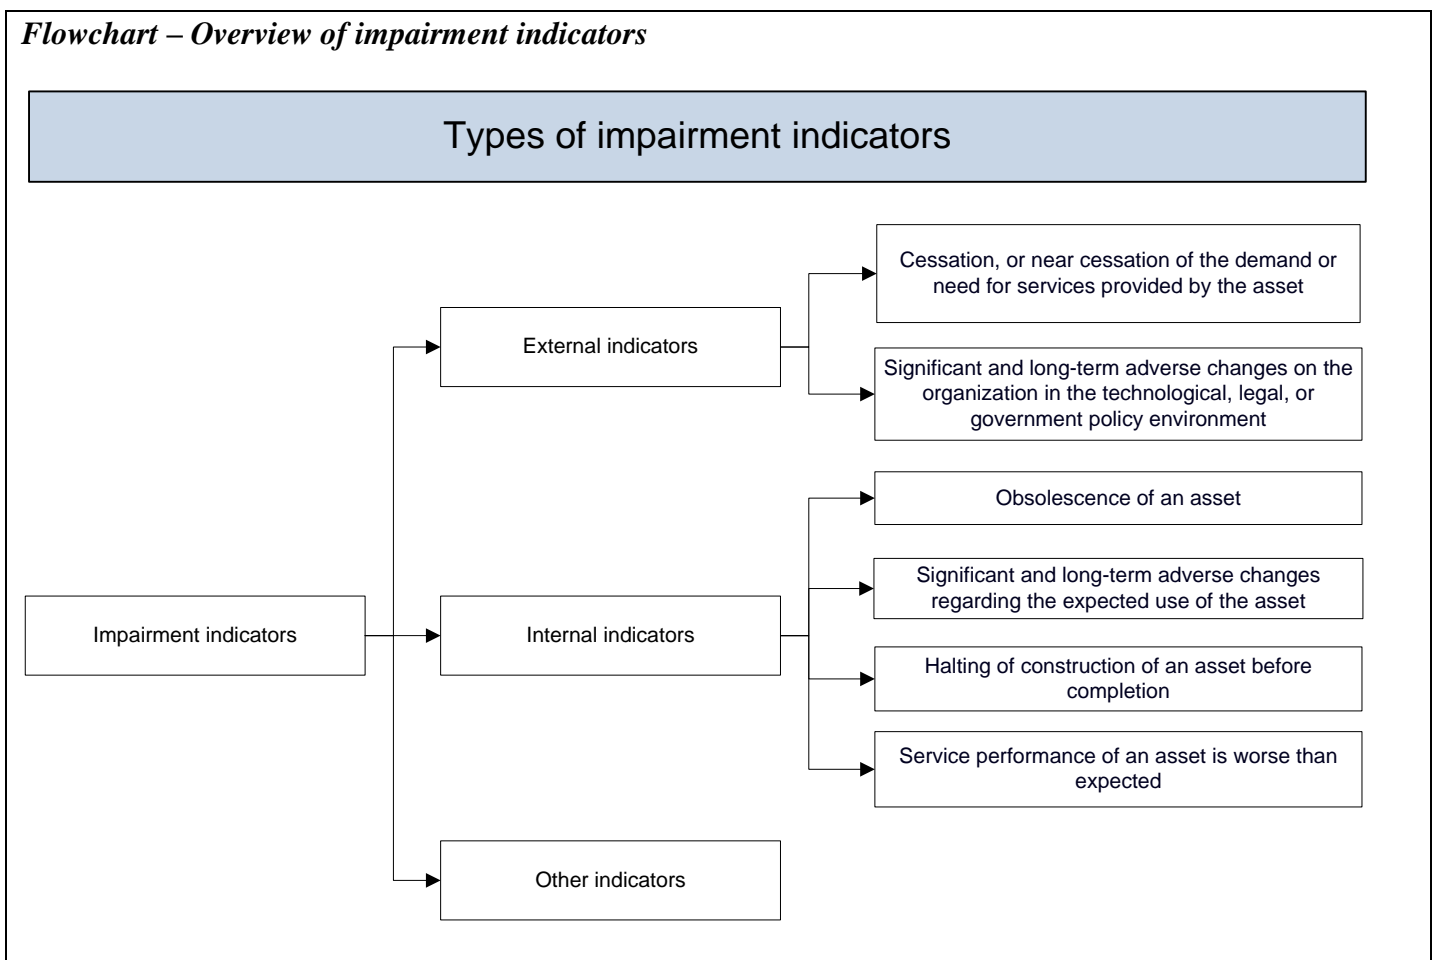 Flowchart – Overview of impairment indicators
Types of impairment indicators
Cessation, or near cessation of the demand or
need for services provided by the asset
External indicators
Significant and long-term adverse changes on the
organization in the technological, legal, or
government policy environment
Obsolescence of an asset
Significant and long-term adverse changes
regarding the expected use of the asset
Impairment indicators
Internal indicators
Halting of construction of an asset before
completion
Service performance of an asset is worse than
expected
Other indicators